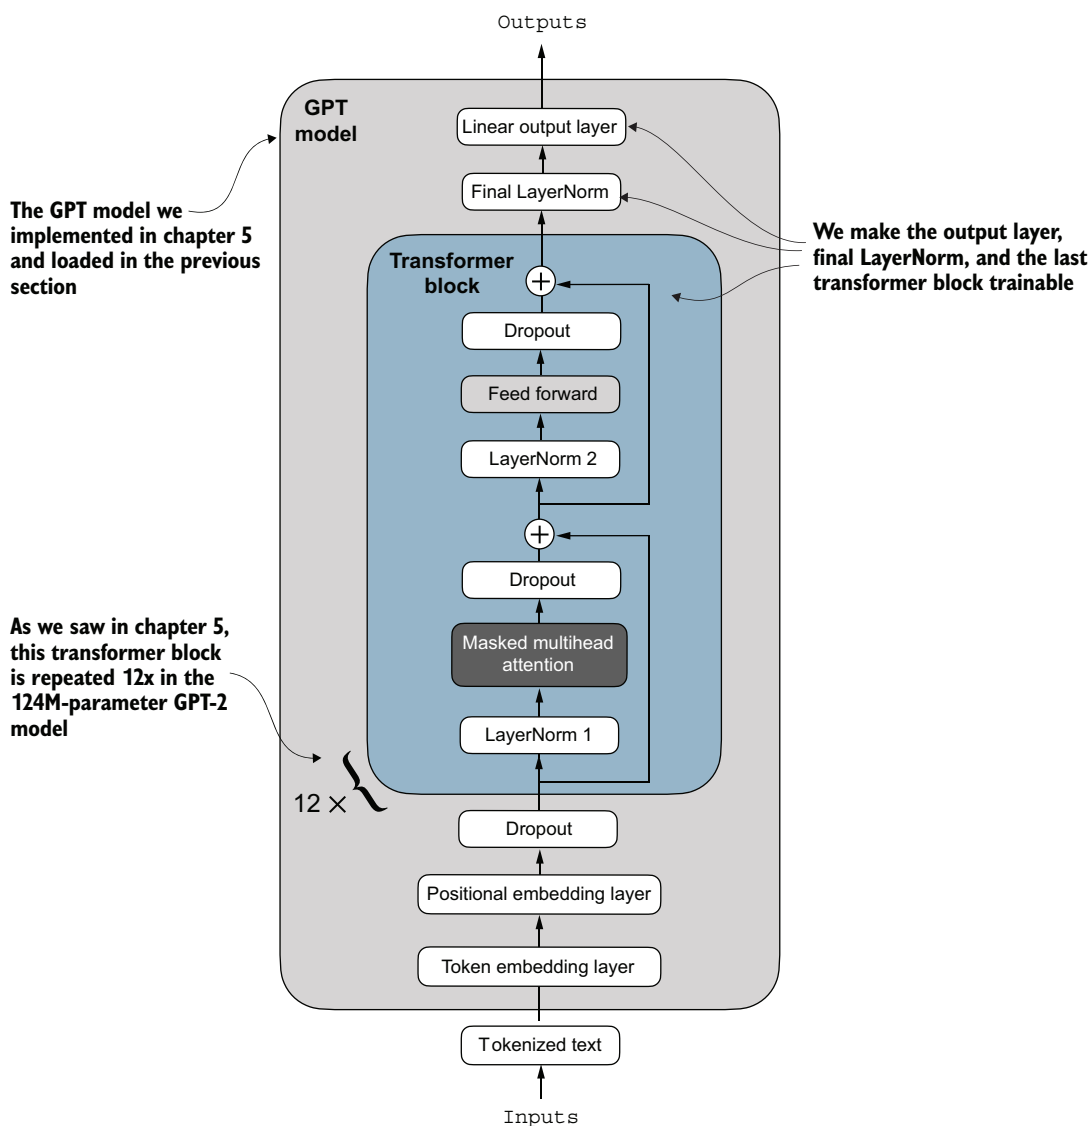 Outputs
GPT
model
Linear output layer
Final LayerNorm
The GPT model we
implemented in chapter 5
and loaded in the previous
section
We make the output layer,
final LayerNorm, and the last
transformer block trainable
Transformer
block
+
Dropout
Feed forward
LayerNorm 2
+
Dropout
Masked multihead
attention
LayerNorm 1
As we saw in chapter 5,
this transformer block
is repeated 12x in the
124M-parameter GPT-2
model
12 × {
Dropout
Positional embedding layer
Token embedding layer
Tokenized text
Inputs